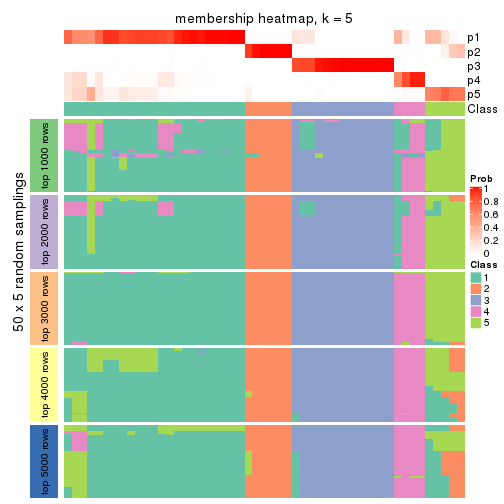 membership heatmap, k = 5
p1
p2
p3
p4
p5
Class
50 x 5 random samplings
top 1000 rows
top 2000 rows
top 3000 rows
top 4000 rows
top 5000 rows
Prob
1
0.8
0.6
0.4
0.2
0
Class
1
2
3
4
5